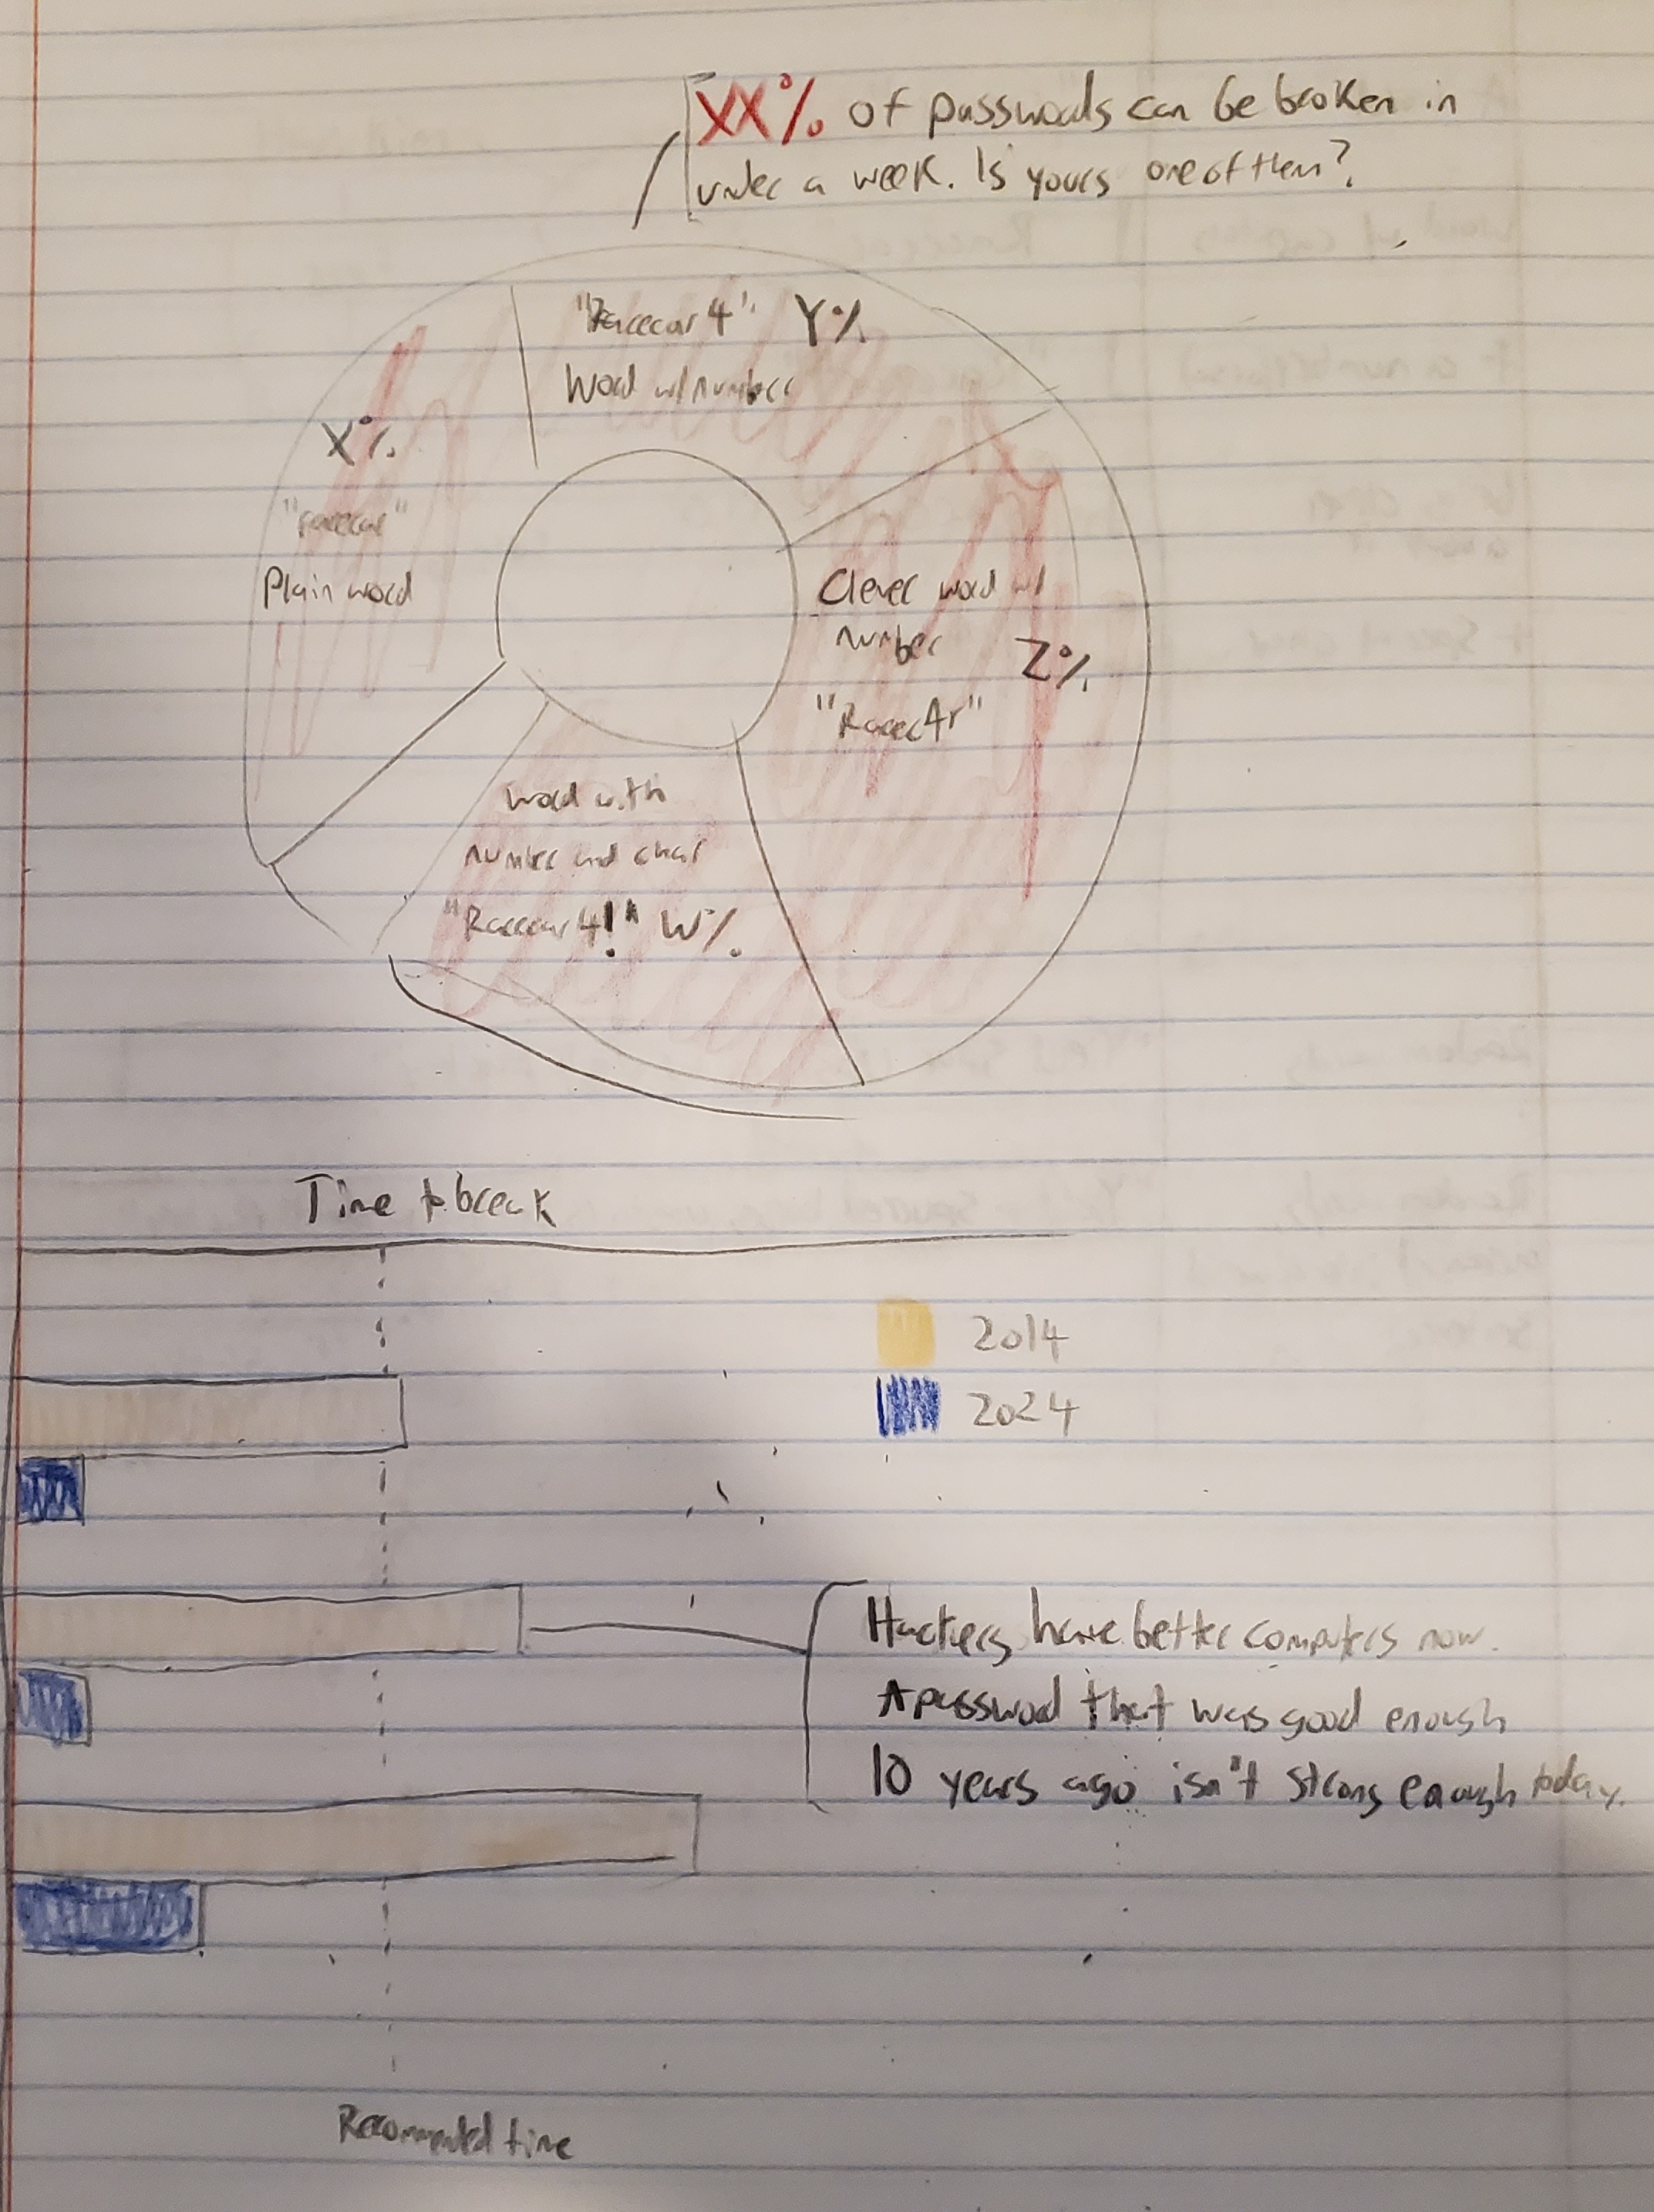 XX% of passwords can be broken in
under a week. Is yours one of them?
"Racecar4" Y%
Word w/ number
X%
"racecar"
Plain word
Clever word w/
number
Z%
"Racec4r"
Word with
number and char
"Racecar4!" W%
Time to break
2014
2024
Hackers have better computers now.
A password that was good enough
10 years ago isn't strong enough today.
Recommended time